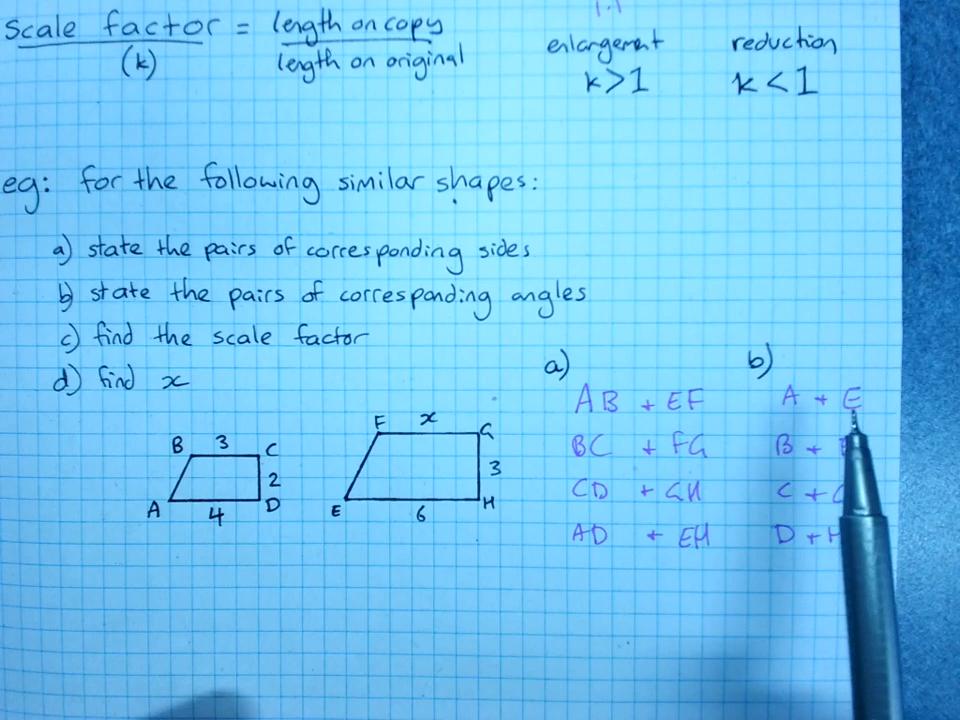 Scale factor = length on copy
(k) length on original
enlargement reduction
k>1 k<1
eg: for the following similar shapes:
a) state the pairs of corresponding sides
b) state the pairs of corresponding angles
c) find the scale factor
d) find x
a) b)
AB + EF A + E
BC + FG B +
CD + GH C +
AD + EH D + H
B 3 C
2
A 4 D
F x G
3
E 6 H